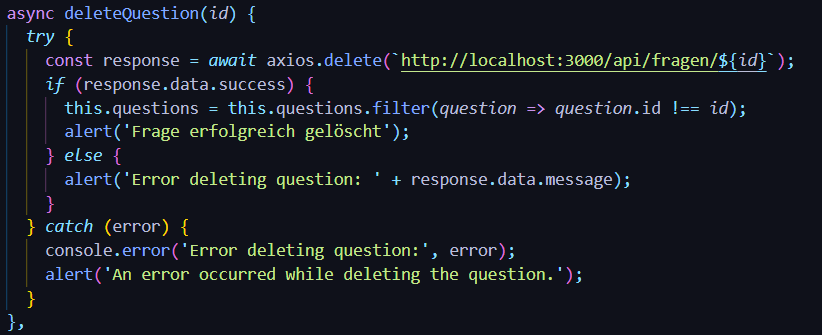 async deleteQuestion(id) {
  try {
    const response = await axios.delete(`http://localhost:3000/api/fragen/${id}`);
    if (response.data.success) {
      this.questions = this.questions.filter(question => question.id !== id);
      alert('Frage erfolgreich gelöscht');
    } else {
      alert('Error deleting question: ' + response.data.message);
    }
  } catch (error) {
    console.error('Error deleting question:', error);
    alert('An error occurred while deleting the question.');
  }
},